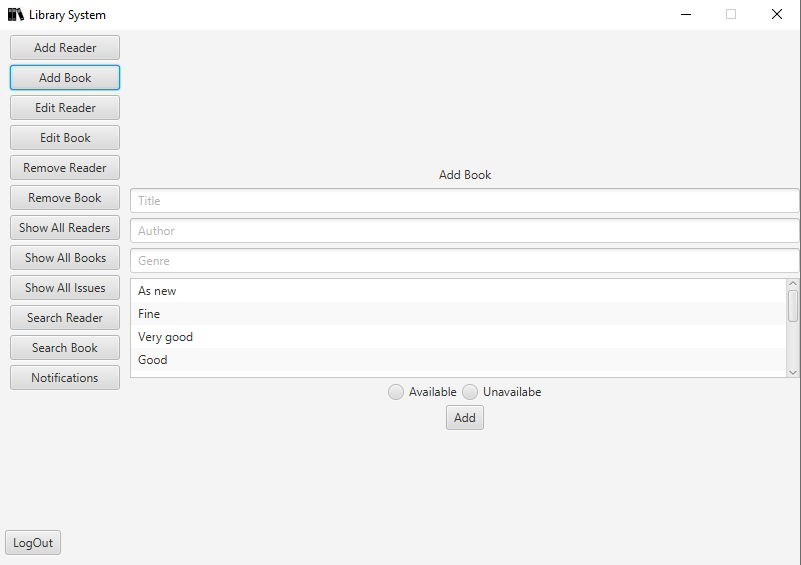 Library System
Add Reader
Add Book
Edit Reader
Edit Book
Remove Reader
Remove Book
Show All Readers
Show All Books
Show All Issues
Search Reader
Search Book
Notifications
LogOut
Add Book
Title
Author
Genre
As new
Fine
Very good
Good
Available Unavailabe
Add